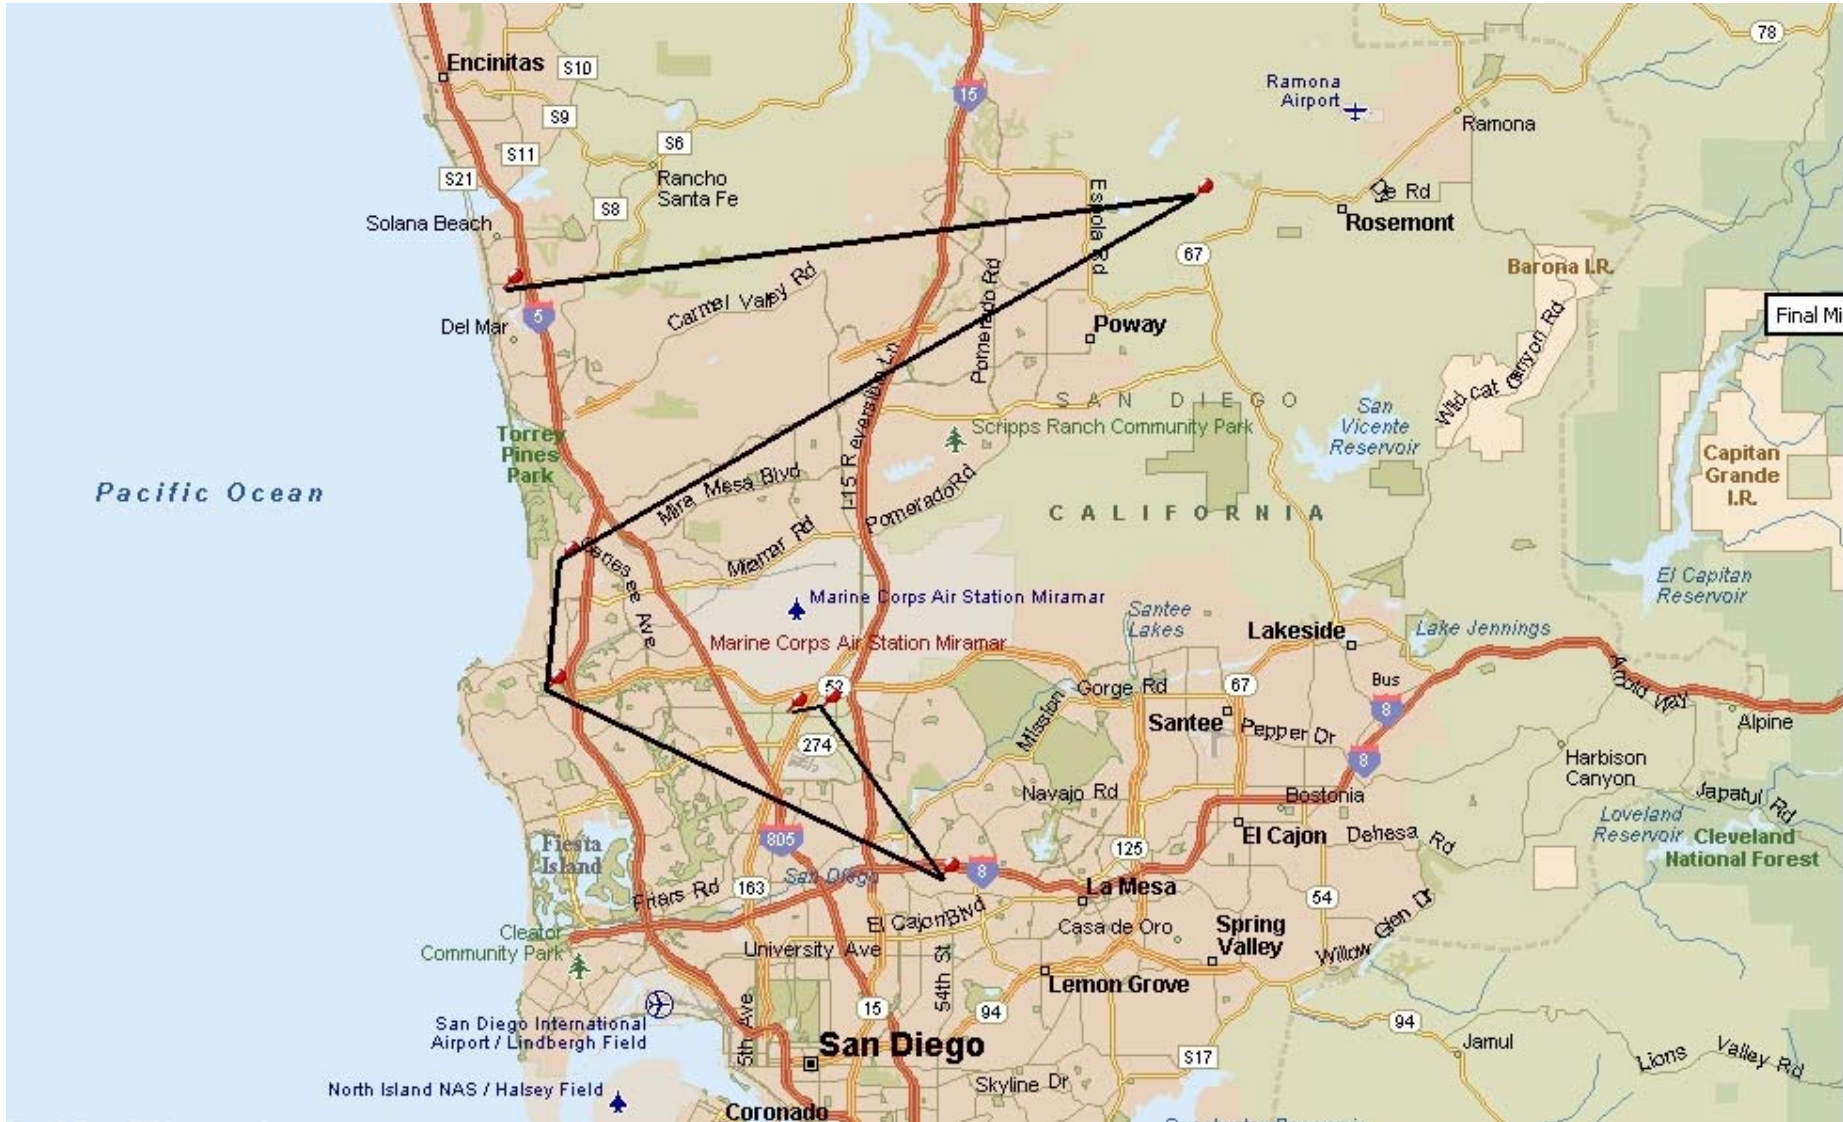 Encinitas
S10
15
78
Ramona
Airport
Ramona
S9
S6
S11
S21
Rancho
Santa Fe
S8
Solana Beach
Espola Rd
Rosemont
67
Barona I.R.
Carmel Valley Rd
Pomerado Rd
5
Del Mar
Poway
Final Mi
Wild cat Canyon Rd
I-15 Reversible Ln
SAN DIEGO
Scripps Ranch Community Park
San
Vicente
Reservoir
Torrey
Pines
Park
Capitan
Grande
I.R.
Pacific Ocean
Mira Mesa Blvd
Pomerado Rd
CALIFORNIA
Miramar Rd
Genesee Ave
El Capitan
Reservoir
Marine Corps Air Station Miramar
Santee
Lakes
Lakeside
Lake Jennings
Marine Corps Air Station Miramar
52
Gorge Rd
67
Bus
8
Arnold Way
Alpine
Mission
Santee
Pepper Dr
274
8
Harbison
Canyon
Navajo Rd
Bostonia
Japatul Rd
Loveland
Reservoir
Cleveland
National Forest
El Cajon
Dehesa Rd
805
125
Fiesta
Island
San Diego
8
163
Friars Rd
La Mesa
54
El Cajon Blvd
Casa de Oro
Spring
Valley
Willow Glen Dr
Cleator
Community Park
University Ave
54th St
Lemon Grove
15
94
San Diego International
Airport / Lindbergh Field
5th Ave
San Diego
94
Jamul
S17
Lions Valley Rd
Skyline Dr
North Island NAS / Halsey Field
Coronado